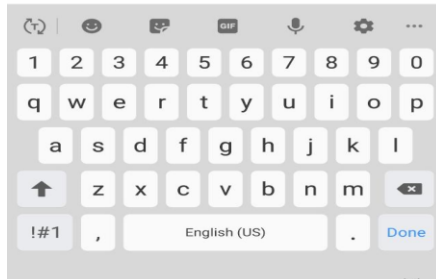 T GIF
1 2 3 4 5 6 7 8 9 0
q w e r t y u i o p
a s d f g h j k l
z x c v b n m
!#1 , English (US) . Done